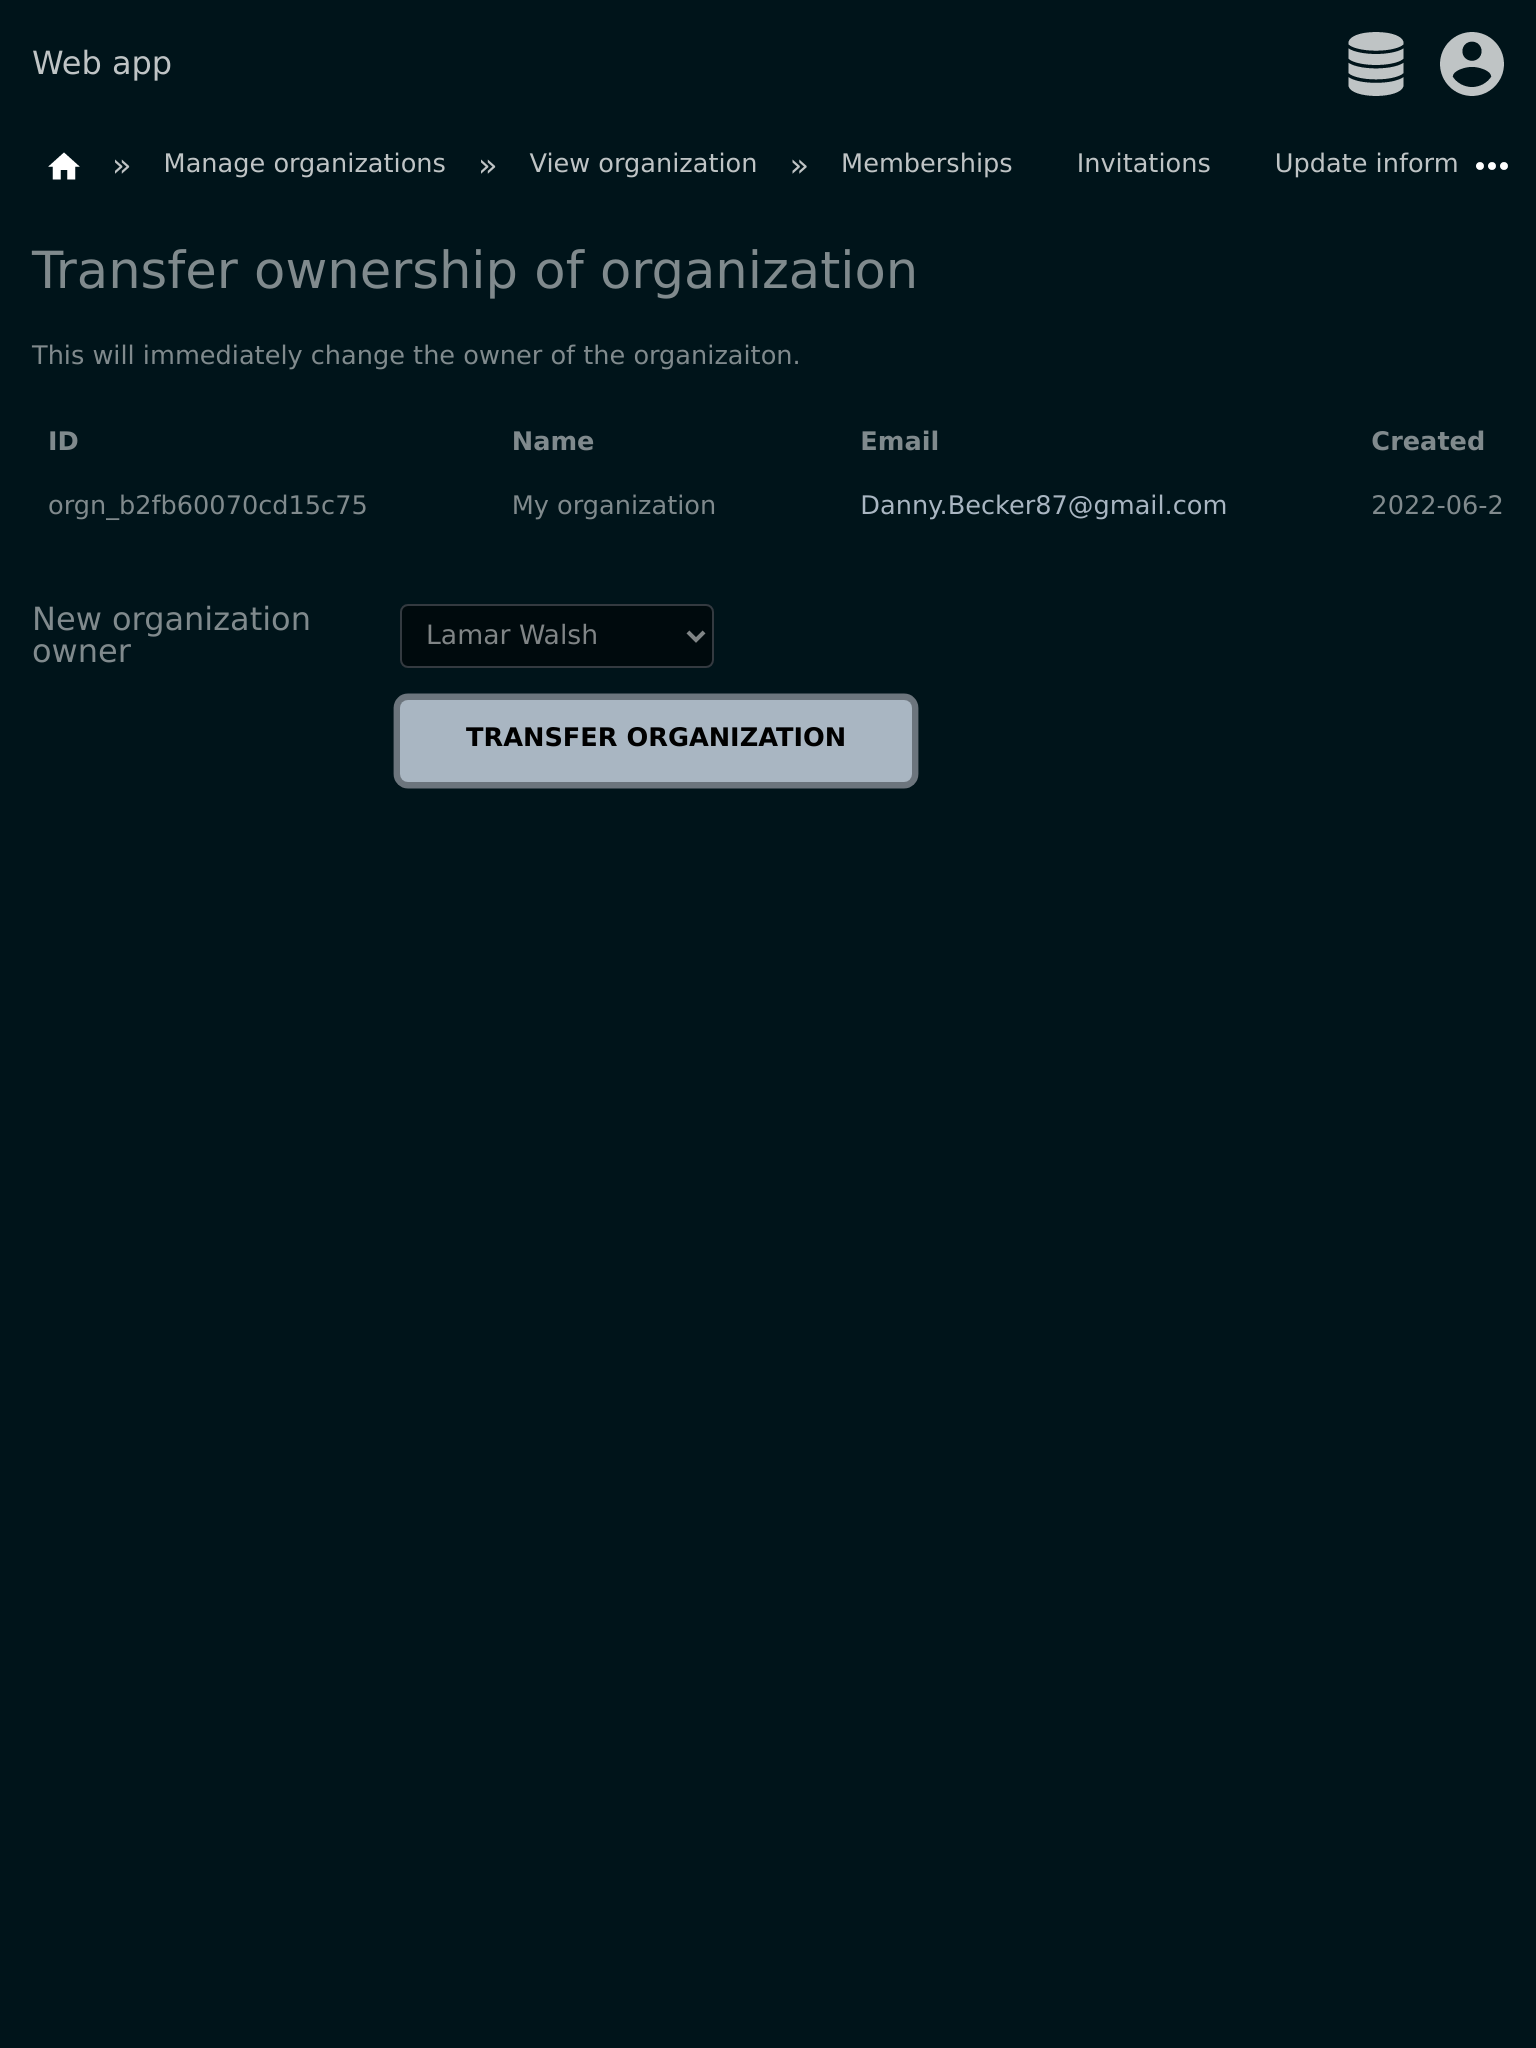 Web app
» Manage organizations » View organization » Memberships Invitations Update inform •••
Transfer ownership of organization
This will immediately change the owner of the organizaiton.
ID Name Email Created
orgn_b2fb60070cd15c75 My organization Danny.Becker87@gmail.com 2022-06-2
New organization
owner
Lamar Walsh
TRANSFER ORGANIZATION